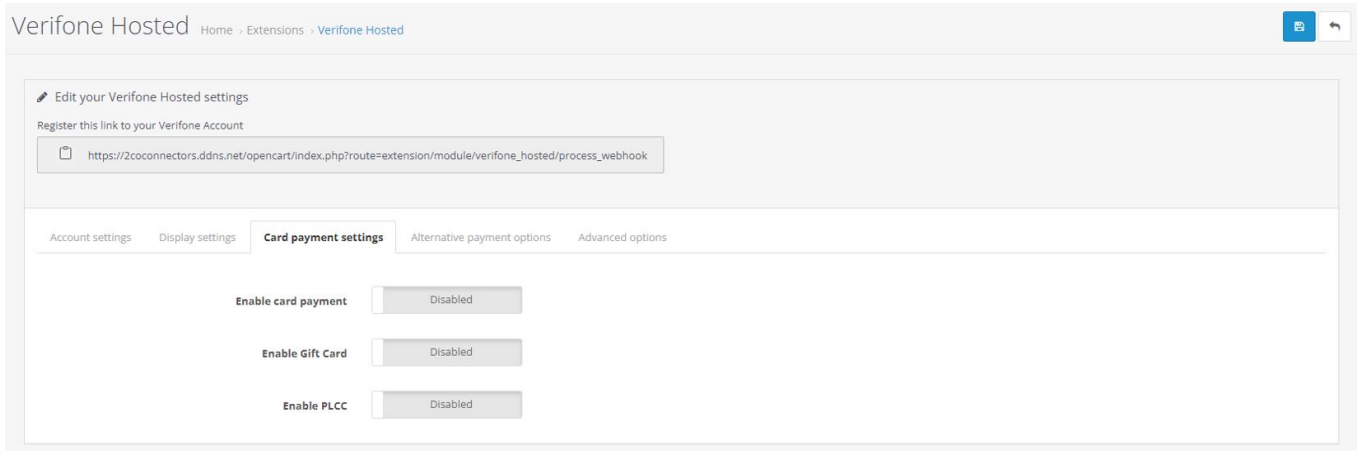 Verifone Hosted Home › Extensions › Verifone Hosted
Edit your Verifone Hosted settings
Register this link to your Verifone Account
https://2coconnectors.ddns.net/opencart/index.php?route=extension/module/verifone_hosted/process_webhook
Account settings Display settings Card payment settings Alternative payment options Advanced options
Enable card payment Disabled
Enable Gift Card Disabled
Enable PLCC Disabled